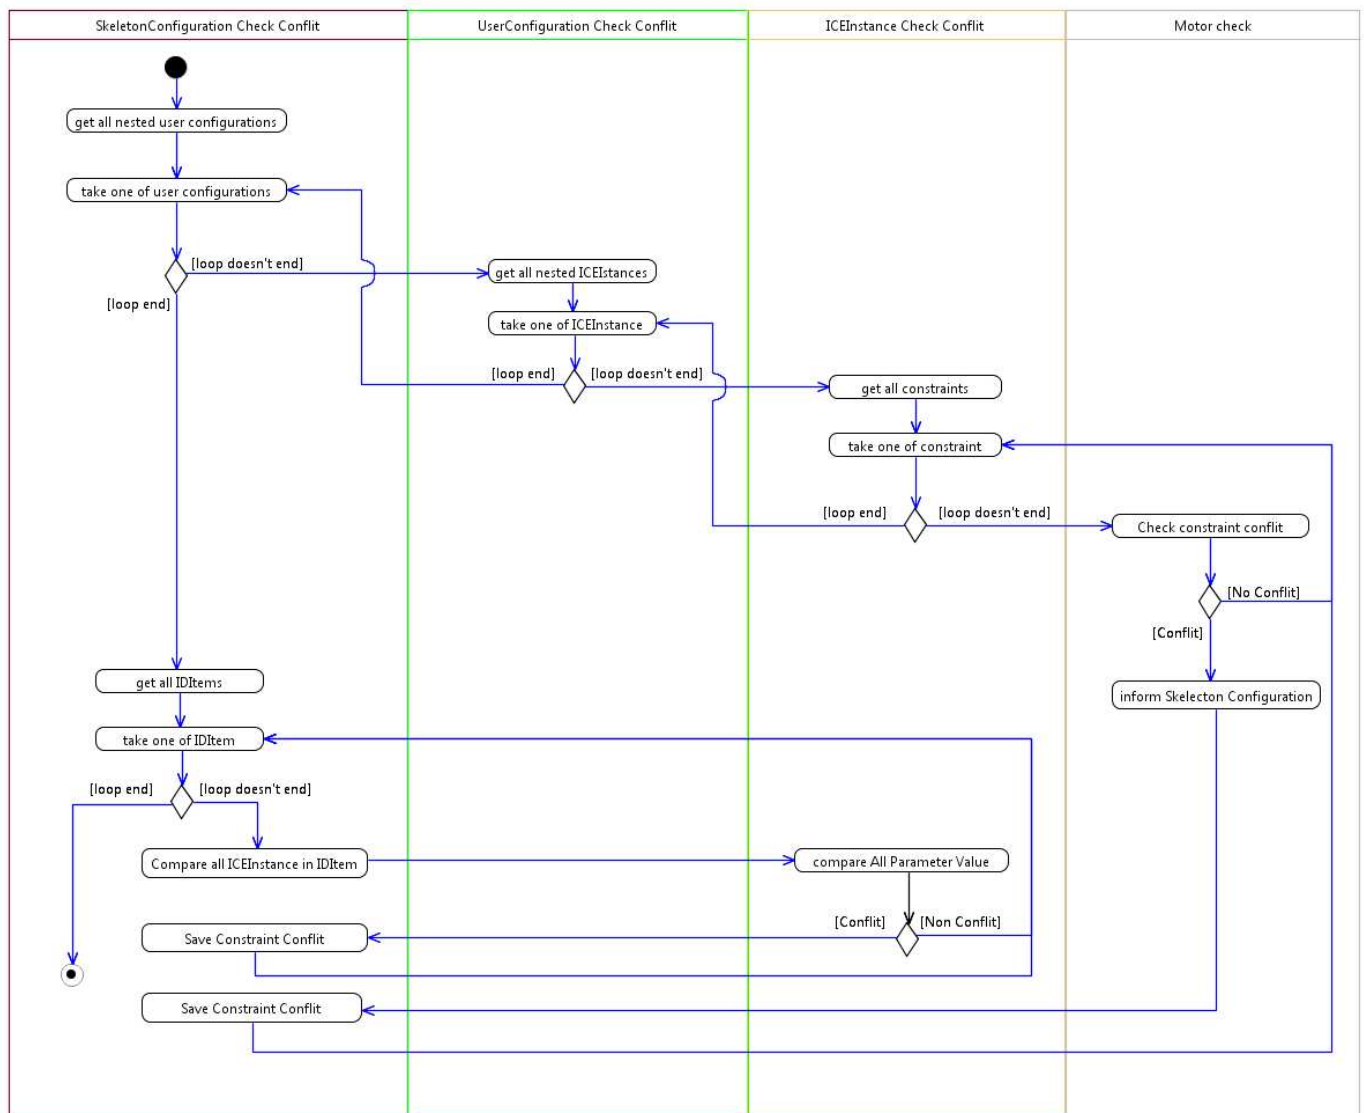 SkeletonConfiguration Check Conflit
UserConfiguration Check Conflit
ICEInstance Check Conflit
Motor check
get all nested user configurations
take one of user configurations
[loop doesn't end]
get all nested ICEIstances
[loop end]
take one of ICEInstance
[loop end]
[loop doesn't end]
get all constraints
take one of constraint
[loop end]
[loop doesn't end]
Check constraint conflit
[No Conflit]
[Conflit]
get all IDItems
inform Skelecton Configuration
take one of IDItem
[loop end]
[loop doesn't end]
Compare all ICEInstance in IDItem
compare All Parameter Value
[Conflit]
[Non Conflit]
Save Constraint Conflit
Save Constraint Conflit